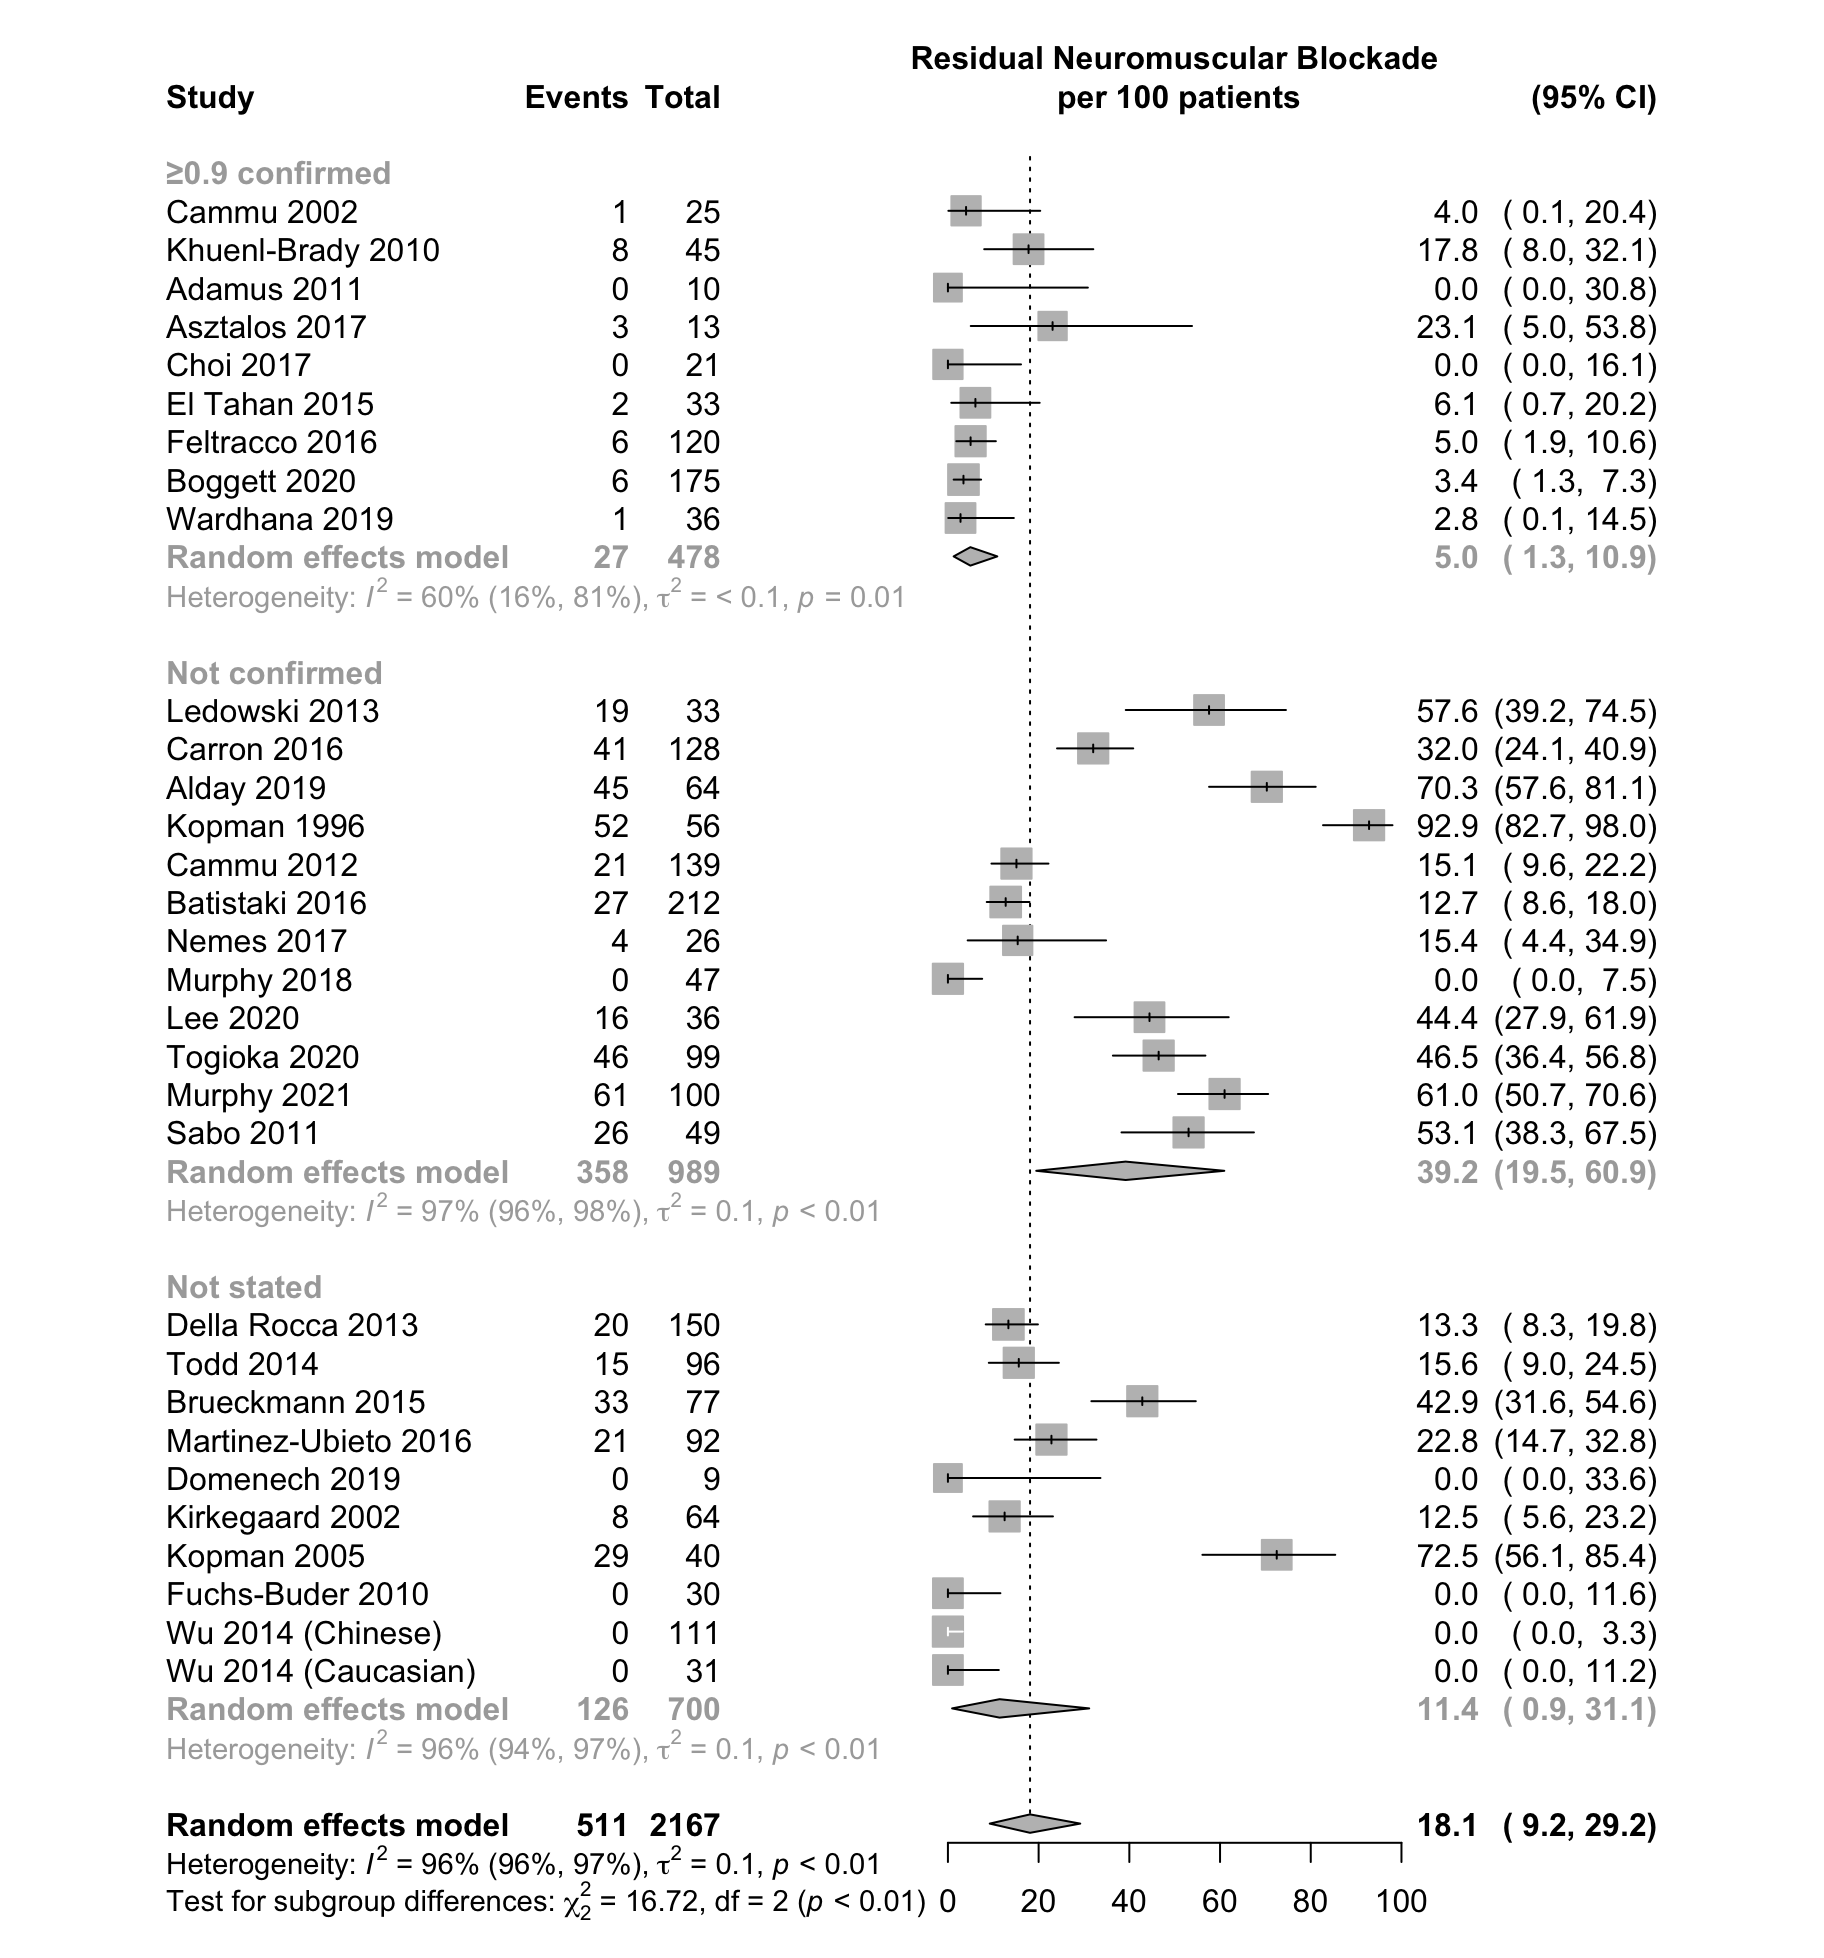 Residual Neuromuscular Blockade
Study Events Total per 100 patients (95% CI)
≥0.9 confirmed
Cammu 2002 1 25 4.0 ( 0.1, 20.4)
Khuenl-Brady 2010 8 45 17.8 ( 8.0, 32.1)
Adamus 2011 0 10 0.0 ( 0.0, 30.8)
Asztalos 2017 3 13 23.1 ( 5.0, 53.8)
Choi 2017 0 21 0.0 ( 0.0, 16.1)
El Tahan 2015 2 33 6.1 ( 0.7, 20.2)
Feltracco 2016 6 120 5.0 ( 1.9, 10.6)
Boggett 2020 6 175 3.4 ( 1.3, 7.3)
Wardhana 2019 1 36 2.8 ( 0.1, 14.5)
Random effects model 27 478 5.0 ( 1.3, 10.9)
Heterogeneity: I² = 60% (16%, 81%), τ² = < 0.1, p = 0.01
Not confirmed
Ledowski 2013 19 33 57.6 (39.2, 74.5)
Carron 2016 41 128 32.0 (24.1, 40.9)
Alday 2019 45 64 70.3 (57.6, 81.1)
Kopman 1996 52 56 92.9 (82.7, 98.0)
Cammu 2012 21 139 15.1 ( 9.6, 22.2)
Batistaki 2016 27 212 12.7 ( 8.6, 18.0)
Nemes 2017 4 26 15.4 ( 4.4, 34.9)
Murphy 2018 0 47 0.0 ( 0.0, 7.5)
Lee 2020 16 36 44.4 (27.9, 61.9)
Togioka 2020 46 99 46.5 (36.4, 56.8)
Murphy 2021 61 100 61.0 (50.7, 70.6)
Sabo 2011 26 49 53.1 (38.3, 67.5)
Random effects model 358 989 39.2 (19.5, 60.9)
Heterogeneity: I² = 97% (96%, 98%), τ² = 0.1, p < 0.01
Not stated
Della Rocca 2013 20 150 13.3 ( 8.3, 19.8)
Todd 2014 15 96 15.6 ( 9.0, 24.5)
Brueckmann 2015 33 77 42.9 (31.6, 54.6)
Martinez-Ubieto 2016 21 92 22.8 (14.7, 32.8)
Domenech 2019 0 9 0.0 ( 0.0, 33.6)
Kirkegaard 2002 8 64 12.5 ( 5.6, 23.2)
Kopman 2005 29 40 72.5 (56.1, 85.4)
Fuchs-Buder 2010 0 30 0.0 ( 0.0, 11.6)
Wu 2014 (Chinese) 0 111 0.0 ( 0.0, 3.3)
Wu 2014 (Caucasian) 0 31 0.0 ( 0.0, 11.2)
Random effects model 126 700 11.4 ( 0.9, 31.1)
Heterogeneity: I² = 96% (94%, 97%), τ² = 0.1, p < 0.01
Random effects model 511 2167 18.1 ( 9.2, 29.2)
Heterogeneity: I² = 96% (96%, 97%), τ² = 0.1, p < 0.01
Test for subgroup differences: χ²₂ = 16.72, df = 2 (p < 0.01) 0 20 40 60 80 100